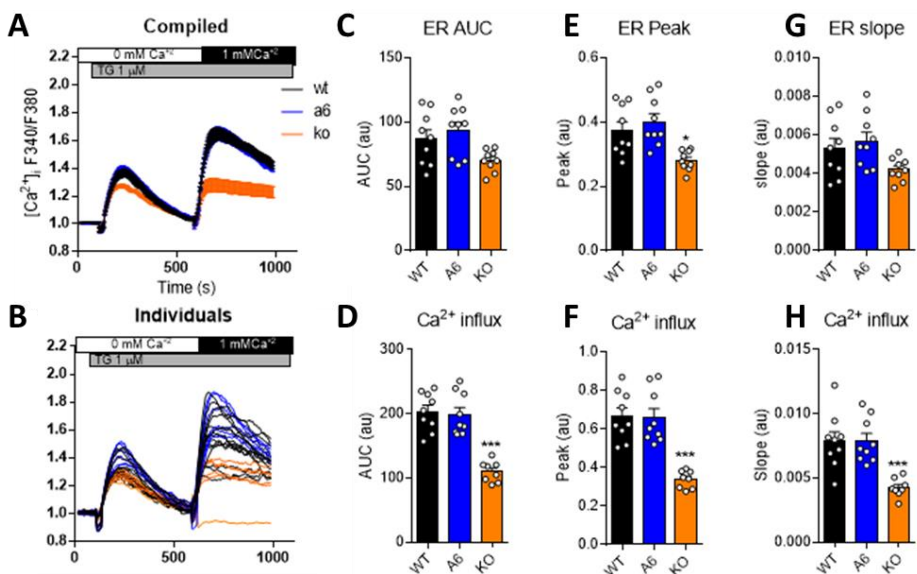 A
Compiled
2.2
2.0
1.8
1.6
1.4
1.2
1.0
0.8
[Ca²⁺]ᵢ F340/F380
0 mM Ca⁺²
1 mMCa⁺²
TG 1 μM
wt
a6
ko
0
500
1000
Time (s)
B
Individuals
2.2
2.0
1.8
1.6
1.4
1.2
1.0
0.8
0 mM Ca⁺²
1 mMCa⁺²
TG 1 μM
0
500
1000
C
ER AUC
AUC (au)
150
100
50
0
WT
A6
KO
D
Ca²⁺ influx
AUC (au)
300
200
100
0
***
WT
A6
KO
E
ER Peak
Peak (au)
0.6
0.4
0.2
0.0
*
WT
A6
KO
F
Ca²⁺ influx
Peak (au)
1.0
0.8
0.6
0.4
0.2
0.0
***
WT
A6
KO
G
ER slope
slope (au)
0.010
0.008
0.006
0.004
0.002
0.000
WT
A6
KO
H
Ca²⁺ influx
Slope (au)
0.015
0.010
0.005
0.000
***
WT
A6
KO